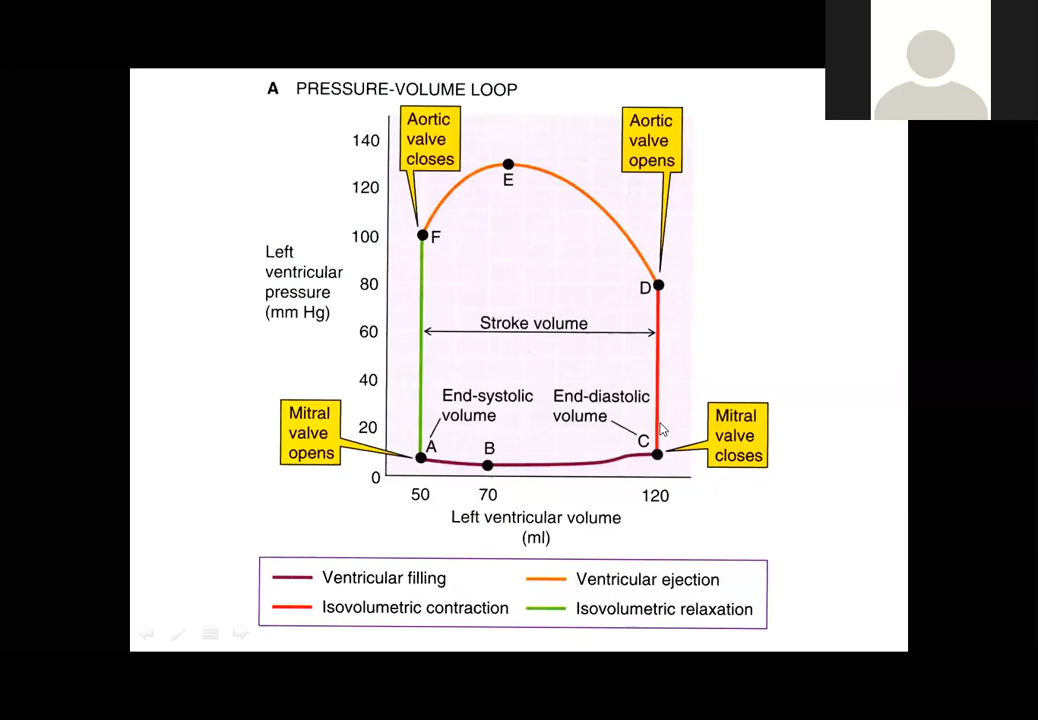 A PRESSURE-VOLUME LOOP
Aortic
valve
closes
Aortic
valve
opens
140
120
100
80
60
40
20
0
Left
ventricular
pressure
(mm Hg)
E
F
D
Stroke volume
End-systolic
volume
End-diastolic
volume
Mitral
valve
opens
A
B
C
Mitral
valve
closes
50 70 120
Left ventricular volume
(ml)
Ventricular filling
Ventricular ejection
Isovolumetric contraction
Isovolumetric relaxation